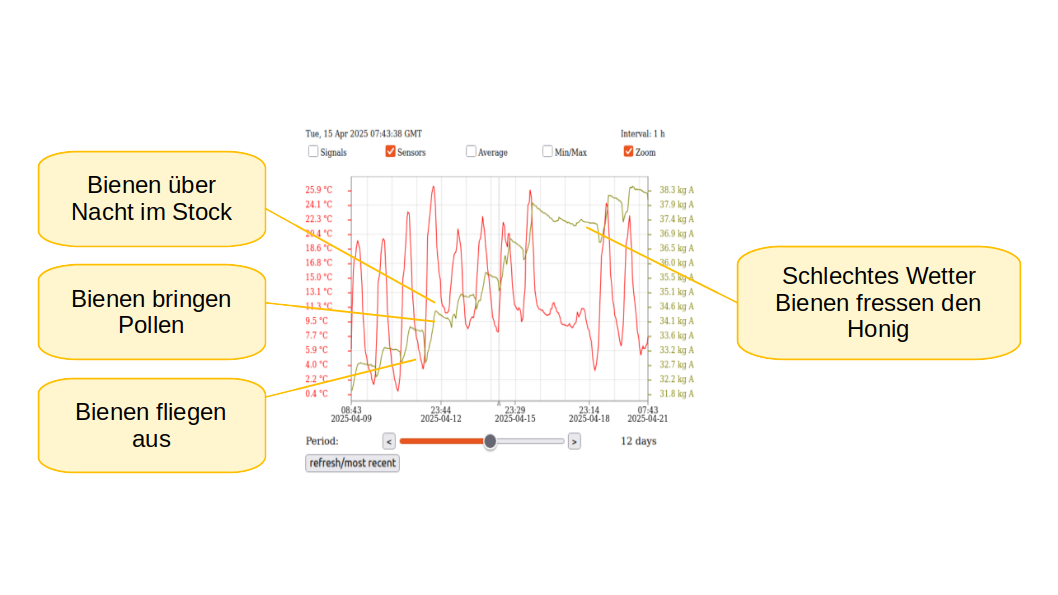 Tue, 15 Apr 2025 07:43:38 GMT
Interval: 1 h
Signals
Sensors
Average
Min/Max
Zoom
Bienen über
Nacht im Stock
Bienen bringen
Pollen
Bienen fliegen
aus
25.9 °C
24.1 °C
22.3 °C
20.4 °C
18.6 °C
16.8 °C
15.0 °C
13.1 °C
11.3 °C
9.5 °C
7.7 °C
5.9 °C
4.0 °C
2.2 °C
0.4 °C
38.3 kg A
37.9 kg A
37.4 kg A
36.9 kg A
36.5 kg A
36.0 kg A
35.5 kg A
35.1 kg A
34.6 kg A
34.1 kg A
33.6 kg A
33.2 kg A
32.7 kg A
32.2 kg A
31.8 kg A
Schlechtes Wetter
Bienen fressen den
Honig
08:43
2025-04-09
23:44
2025-04-12
23:29
2025-04-15
23:14
2025-04-18
07:43
2025-04-21
Period:
<
>
12 days
refresh/most recent